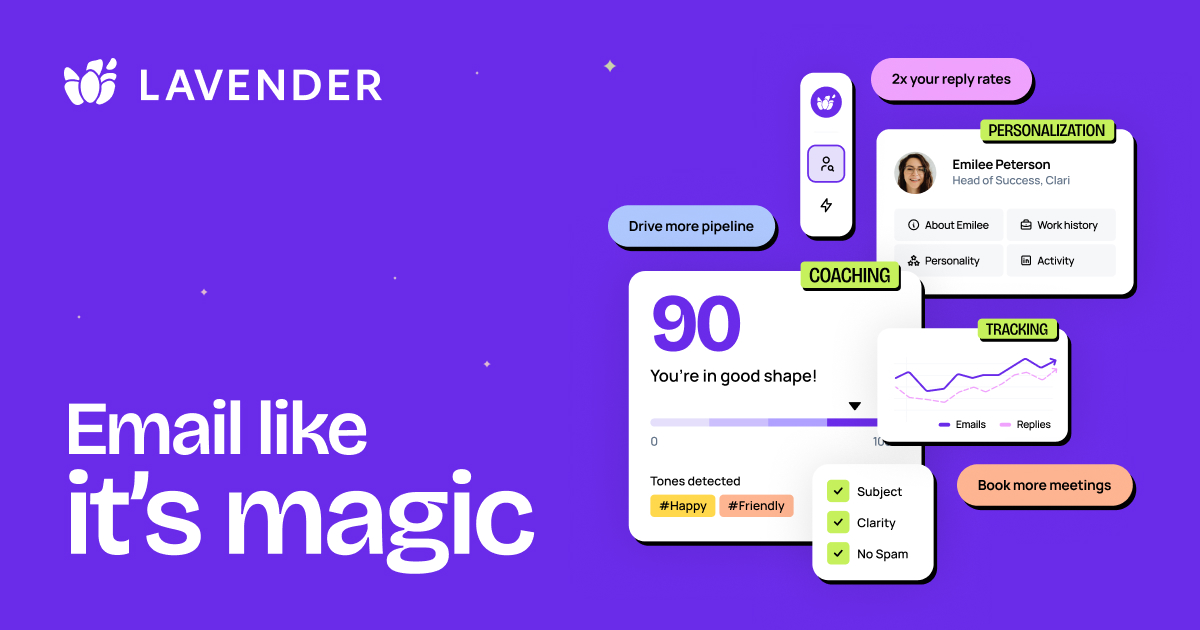 LAVENDER
Email like
it's magic
2x your reply rates
PERSONALIZATION
Emilee Peterson
Head of Success, Clari
About Emilee
Work history
Personality
Activity
Drive more pipeline
COACHING
90
You're in good shape!
0
Tones detected
#Happy
#Friendly
TRACKING
Emails
Replies
Subject
Clarity
No Spam
Book more meetings